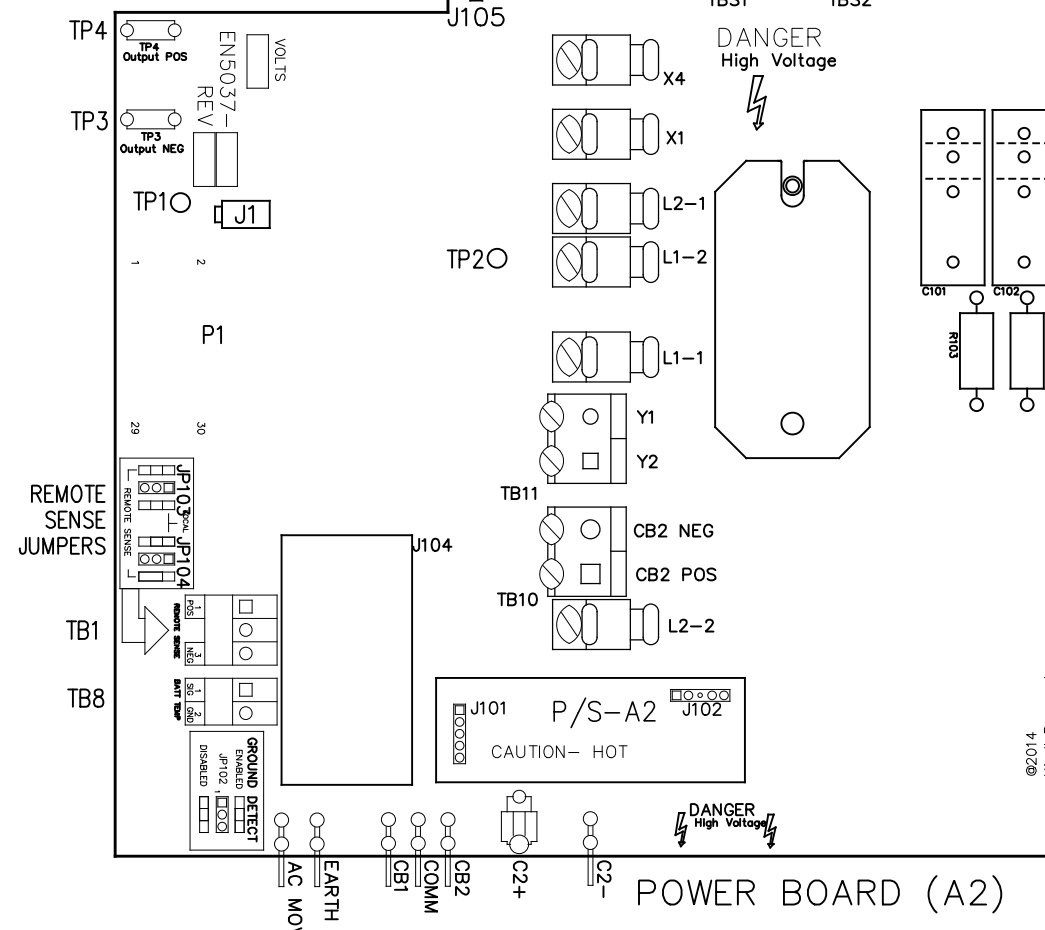 J105
TBS1
TBS2
TP4
TP4
Output POS
EN5037-
REV
VOLTS
TP3
TP3
Output NEG
TP1
J1
TP2
1
2
P1
29
30
X4
X1
L2-1
L1-2
L1-1
Y1
Y2
TB11
CB2 NEG
CB2 POS
TB10
L2-2
DANGER
High Voltage
C101
C102
R103
REMOTE
SENSE
JUMPERS
JP103
LOCAL
REMOTE SENSE
JP104
J104
TB1
REMOTE SENSE
POS
1
3
NEG
TB8
BATT TEMP
SIG
1
2
GND
GROUND DETECT
ENABLED
JP102
1
DISABLED
J101
P/S-A2
J102
CAUTION- HOT
DANGER
High Voltage
©2014
AC MOV
EARTH
CB1
COMM
CB2
C2+
C2-
POWER BOARD (A2)